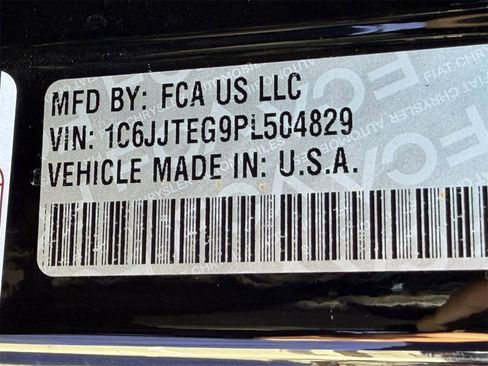 MFD BY: FCA US LLC
VIN: 1C6JJTEG9PL504829
VEHICLE MADE IN: U.S.A.